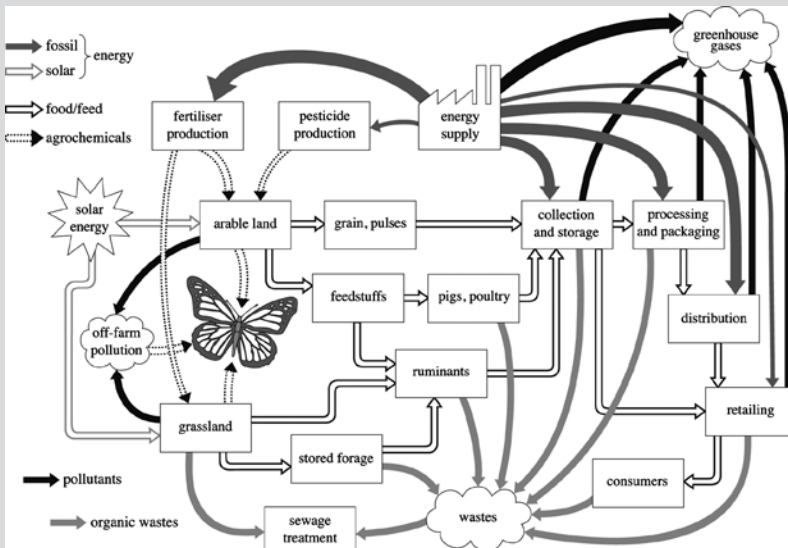 fossil
solar
energy
food/feed
agrochemicals
greenhouse
gases
fertiliser
production
pesticide
production
energy
supply
solar
energy
arable land
grain, pulses
collection
and storage
processing
and packaging
feedstuffs
pigs, poultry
distribution
off-farm
pollution
ruminants
retailing
grassland
stored forage
consumers
pollutants
organic wastes
sewage
treatment
wastes